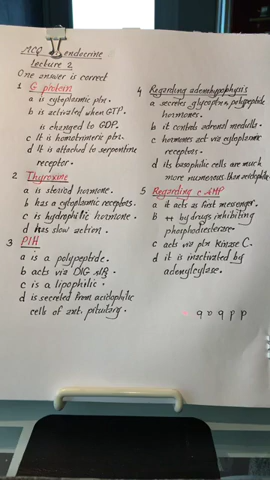 MCQ endocrine
Lecture 2
One answer is correct
1 G protein
a is cytoplasmic ptn.
b is activated when GTP
is changed to GDP.
c It is homotrimeric ptn.
d It is attached to serpentine
receptor.
2 Thyroxine
a is steroid hormone.
b has cytoplasmic receptors.
c is hydrophilic hormone.
d has slow action.
3 PIH
a is a polypeptide.
b acts via DIG
c is a lipophilic.
d is secreted from acidophilic
cells of ant. pituitary.
4 Regarding adenohypophysis
a secretes glycoptn & polypeptide
hormones.
b it controls adrenal medulla.
c hormones act via cytoplasmic
receptors.
d its basophilic cells are much
more numerous than acidophilic
5 Regarding c AMP
a it acts as first messenger.
B ↑↑ by drugs inhibiting
phosphodiesterase.
c acts via ptn kinase C.
d it is inactivated by
adenylcyclase.